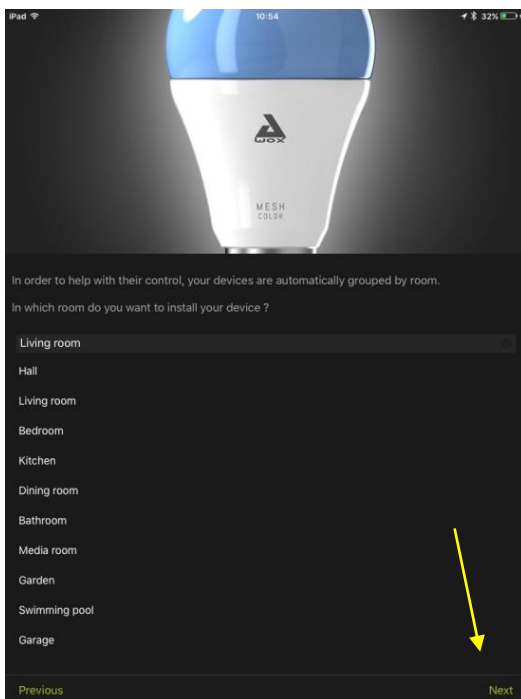 iPad 10:54 32%
AWOX
MESH
COLOR
In order to help with their control, your devices are automatically grouped by room.
In which room do you want to install your device ?
Living room
Hall
Living room
Bedroom
Kitchen
Dining room
Bathroom
Media room
Garden
Swimming pool
Garage
Previous Next